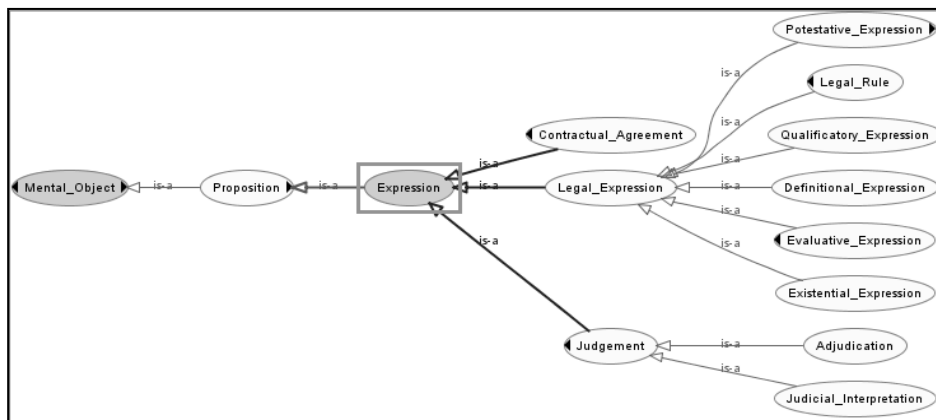 Potestative_Expression
is-a
Legal_Rule
is-a
Contractual_Agreement
Qualificatory_Expression
is-a
is-a
Mental_Object
is-a
Proposition
is-a
Expression
is-a
Legal_Expression
is-a
Definitional_Expression
is-a
Evaluative_Expression
is-a
is-a
Existential_Expression
Judgement
is-a
Adjudication
is-a
Judicial_Interpretation